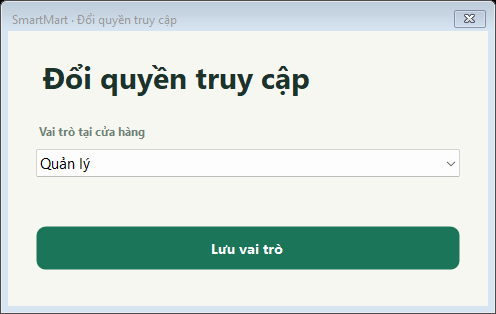 SmartMart · Đổi quyền truy cập
Đổi quyền truy cập
Vai trò tại cửa hàng
Quản lý
Lưu vai trò